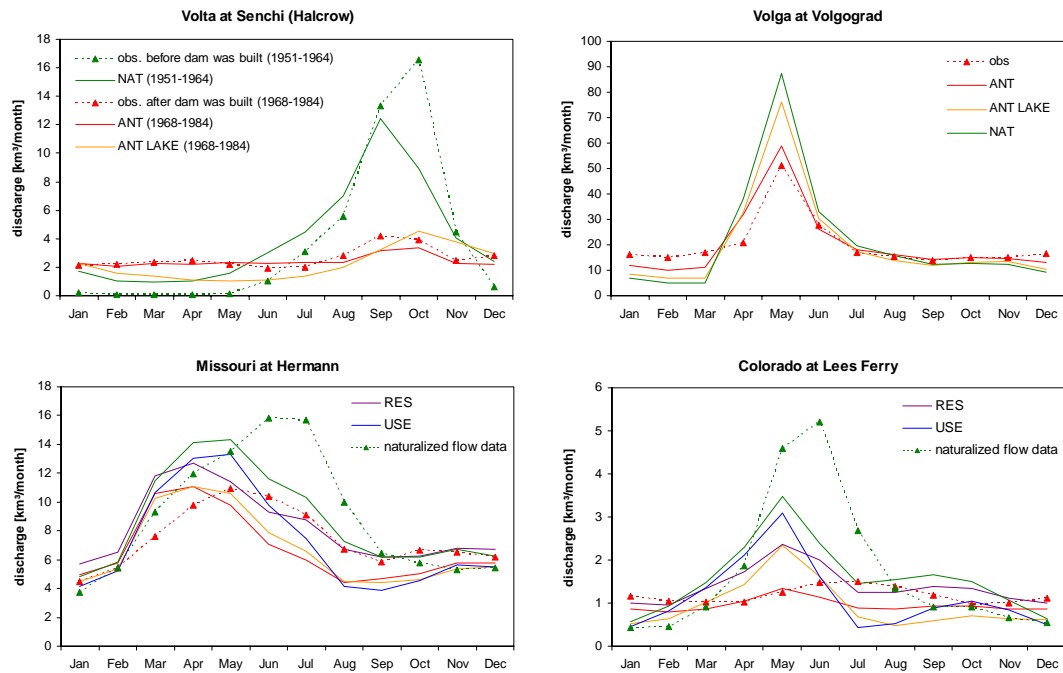 Volta at Senchi (Halcrow)
discharge [km³/month]
18
16
14
12
10
8
6
4
2
0
obs. before dam was built (1951-1964)
NAT (1951-1964)
obs. after dam was built (1968-1984)
ANT (1968-1984)
ANT LAKE (1968-1984)
Jan Feb Mar Apr May Jun Jul Aug Sep Oct Nov Dec
Volga at Volgograd
discharge [km³/month]
100
90
80
70
60
50
40
30
20
10
0
obs
ANT
ANT LAKE
NAT
Jan Feb Mar Apr May Jun Jul Aug Sep Oct Nov Dec
Missouri at Hermann
discharge [km³/month]
18
16
14
12
10
8
6
4
2
0
RES
USE
naturalized flow data
Jan Feb Mar Apr May Jun Jul Aug Sep Oct Nov Dec
Colorado at Lees Ferry
discharge [km³/month]
6
5
4
3
2
1
0
RES
USE
naturalized flow data
Jan Feb Mar Apr May Jun Jul Aug Sep Oct Nov Dec